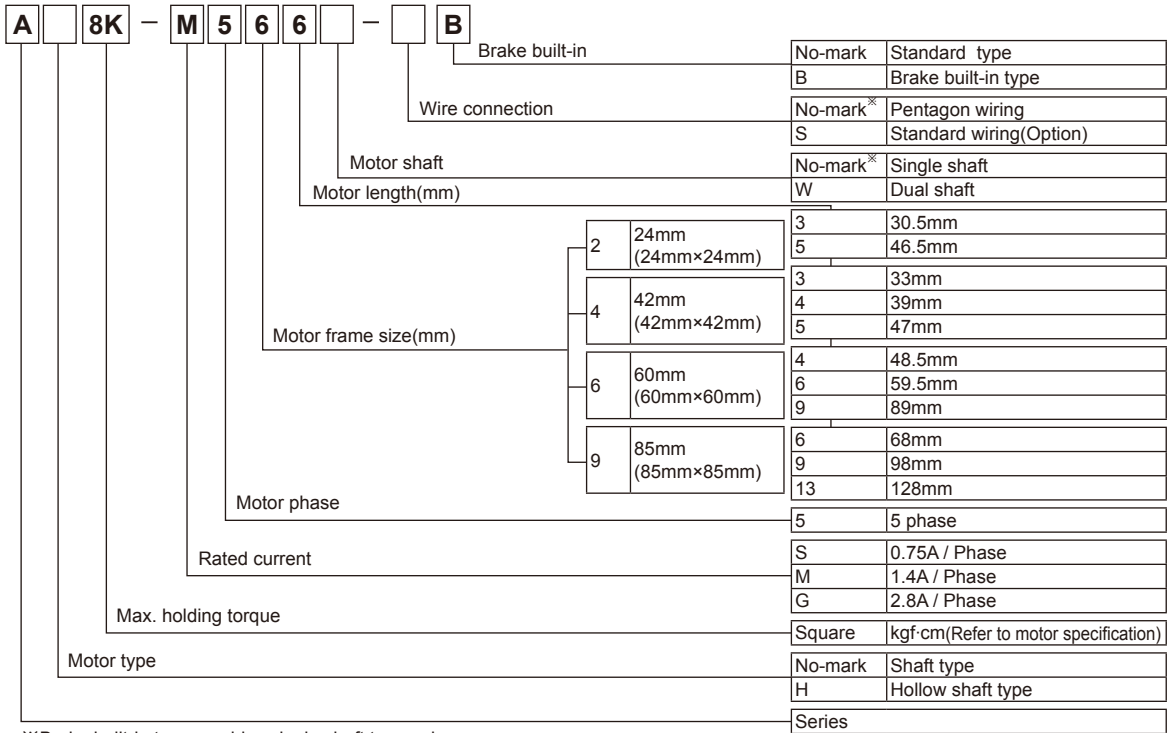 A 8K – M 5 6 6 – B
Brake built-in
No-mark Standard type
B Brake built-in type
Wire connection
No-mark※ Pentagon wiring
S Standard wiring(Option)
Motor shaft
No-mark※ Single shaft
W Dual shaft
Motor length(mm)
3 30.5mm
5 46.5mm
3 33mm
4 39mm
5 47mm
4 48.5mm
6 59.5mm
9 89mm
6 68mm
9 98mm
13 128mm
Motor frame size(mm)
2 24mm
(24mm×24mm)
4 42mm
(42mm×42mm)
6 60mm
(60mm×60mm)
9 85mm
(85mm×85mm)
Motor phase
5 5 phase
Rated current
S 0.75A / Phase
M 1.4A / Phase
G 2.8A / Phase
Max. holding torque
Square kgf·cm(Refer to motor specification)
Motor type
No-mark Shaft type
H Hollow shaft type
Series